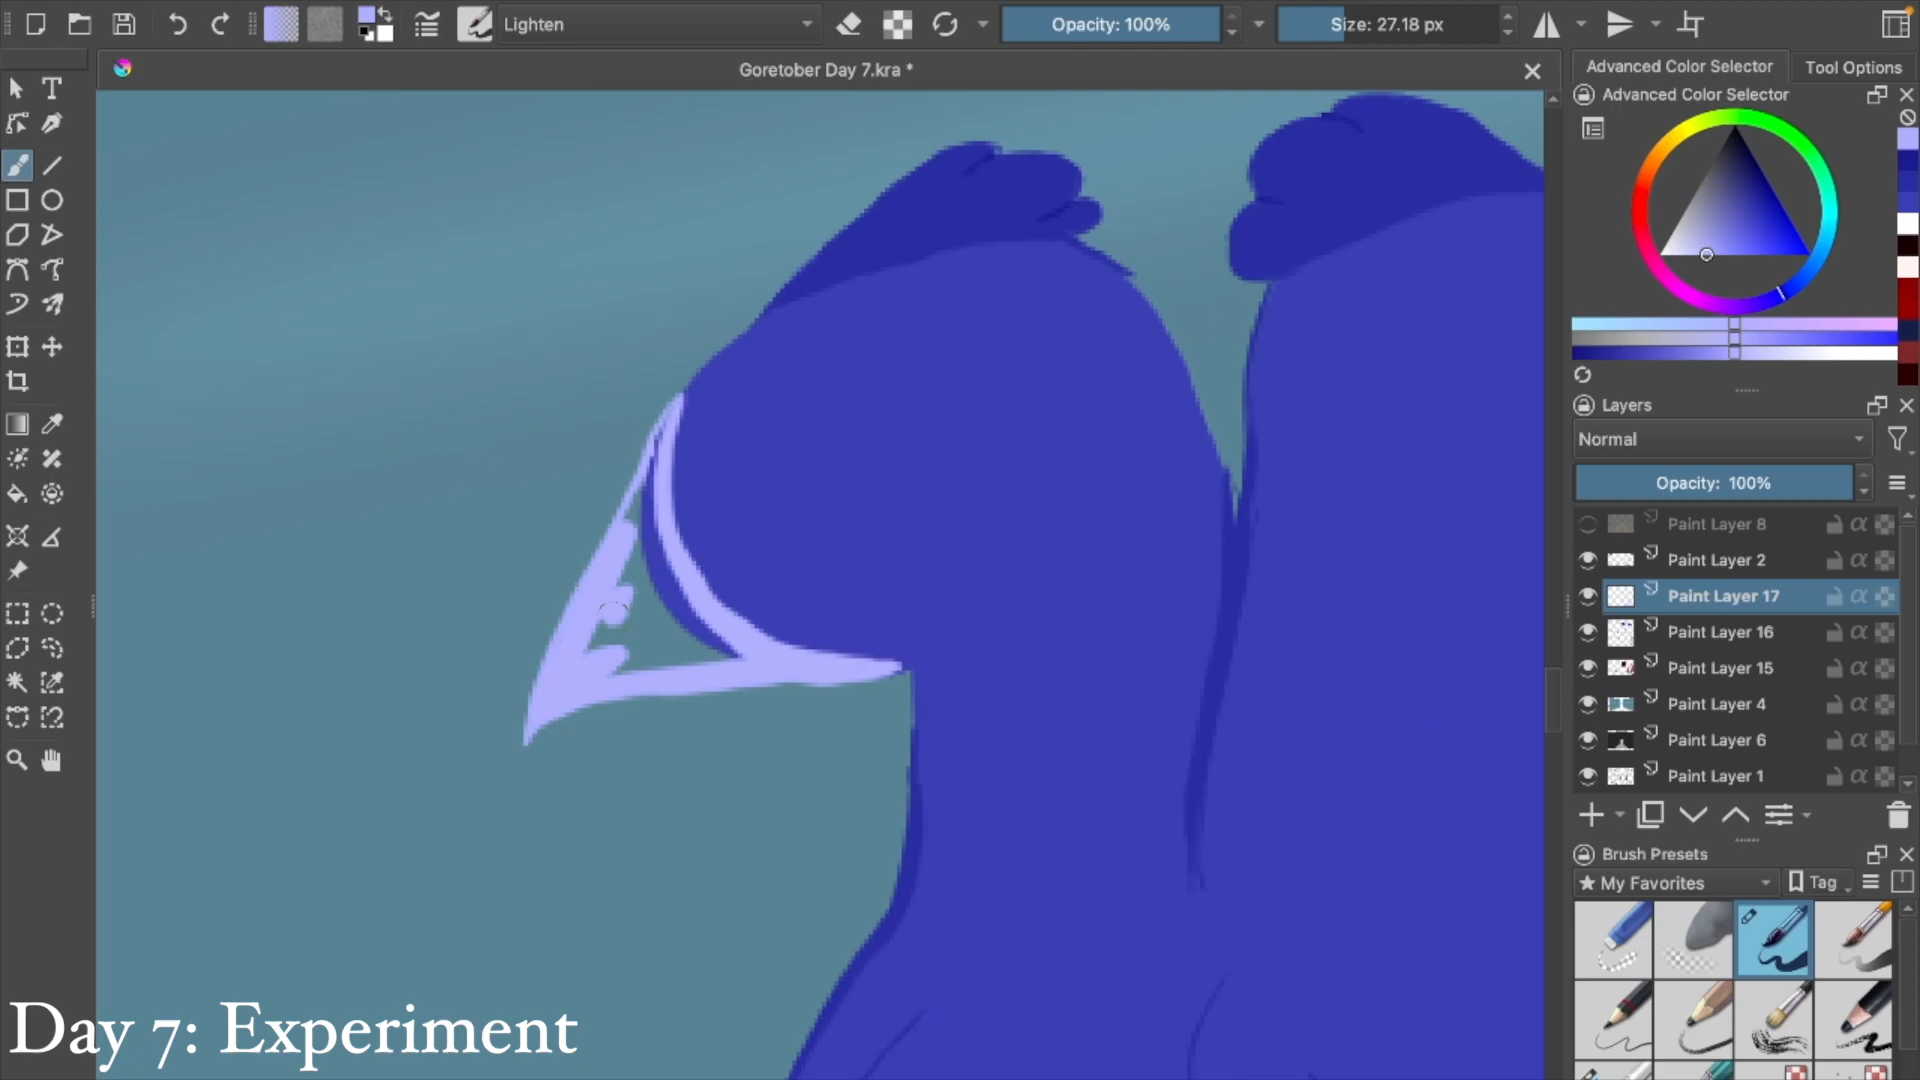 Lighten
Opacity: 100%
Size: 27.18 px
Goretober Day 7.kra *
Advanced Color Selector
Tool Options
Advanced Color Selector
Layers
Normal
Opacity: 100%
Paint Layer 8
Paint Layer 2
Paint Layer 17
Paint Layer 16
Paint Layer 15
Paint Layer 4
Paint Layer 6
Paint Layer 1
Brush Presets
★ My Favorites
Tag
Day 7: Experiment